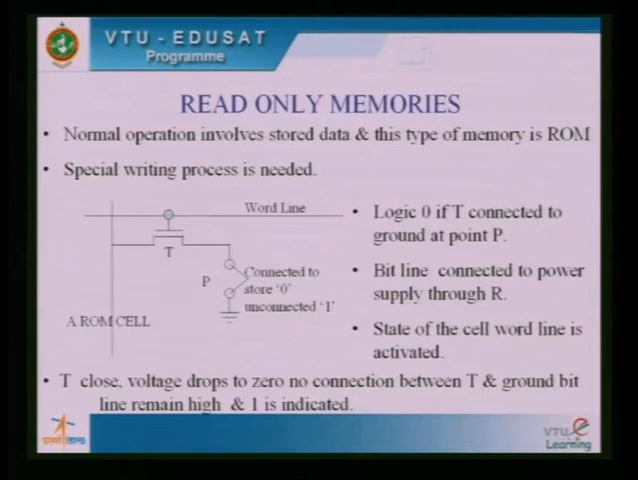 VTU - EDUSAT
Programme
READ ONLY MEMORIES
• Normal operation involves stored data & this type of memory is ROM
• Special writing process is needed.
Word Line
T
P
Connected to
store '0'
unconnected '1'
A ROM CELL
• Logic 0 if T connected to
ground at point P.
• Bit line connected to power
supply through R.
• State of the cell word line is
activated.
• T close, voltage drops to zero no connection between T & ground bit
line remain high & 1 is indicated.
VTU e
Learning